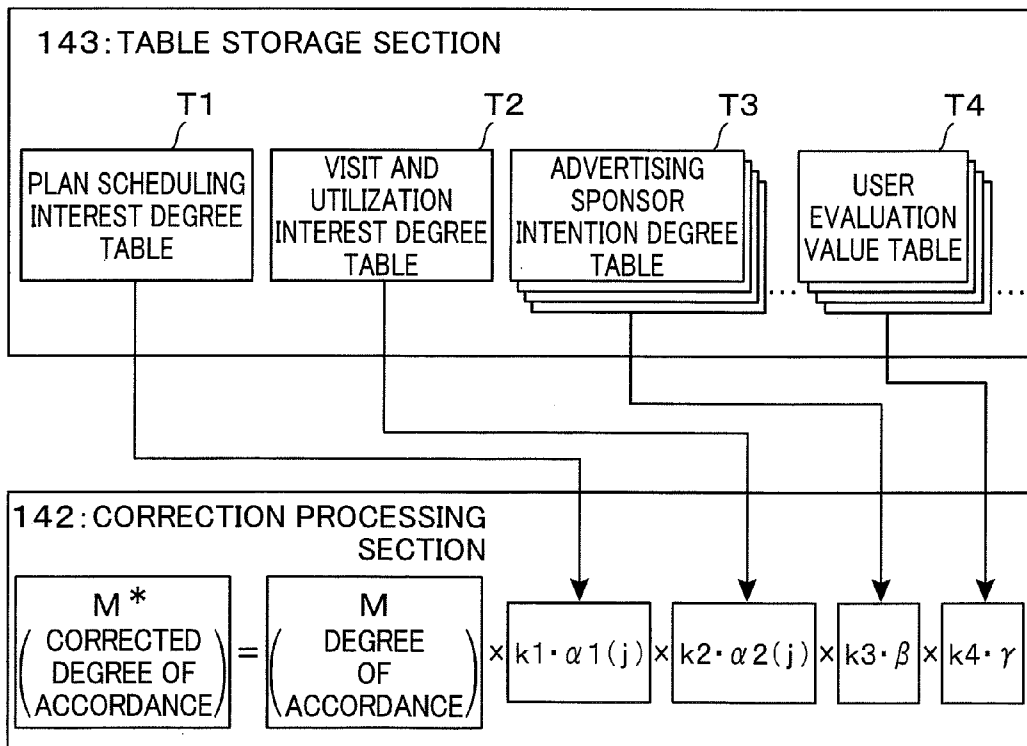 143:TABLE STORAGE SECTION
T1
T2
T3
T4
PLAN SCHEDULING
INTEREST DEGREE
TABLE
VISIT AND
UTILIZATION
INTEREST DEGREE
TABLE
ADVERTISING
SPONSOR
INTENTION DEGREE
TABLE
...
USER
EVALUATION
VALUE TABLE
...
142:CORRECTION PROCESSING
SECTION
M*
(CORRECTED
DEGREE OF
ACCORDANCE)
=
M
(DEGREE
OF
ACCORDANCE)
× k1・α1(j) × k2・α2(j) × k3・β × k4・γ